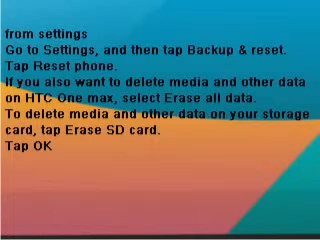 from settings
Go to Settings, and then tap Backup & reset.
Tap Reset phone.
If you also want to delete media and other data
on HTC One max, select Erase all data.
To delete media and other data on your storage
card, tap Erase SD card.
Tap OK